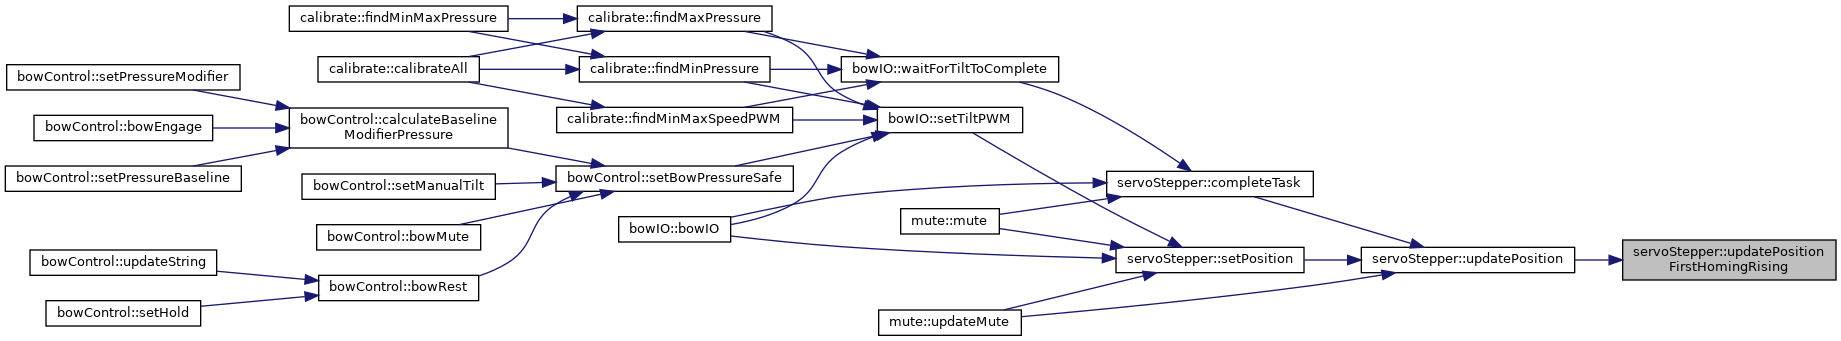 calibrate::findMinMaxPressure
calibrate::findMaxPressure
bowControl::setPressureModifier
calibrate::calibrateAll
calibrate::findMinPressure
bowIO::waitForTiltToComplete
bowControl::bowEngage
bowControl::calculateBaseline
ModifierPressure
calibrate::findMinMaxSpeedPWM
bowIO::setTiltPWM
bowControl::setPressureBaseline
bowControl::setManualTilt
bowControl::setBowPressureSafe
servoStepper::completeTask
bowControl::bowMute
bowIO::bowIO
mute::mute
bowControl::updateString
bowControl::bowRest
servoStepper::setPosition
servoStepper::updatePosition
servoStepper::updatePosition
FirstHomingRising
bowControl::setHold
mute::updateMute